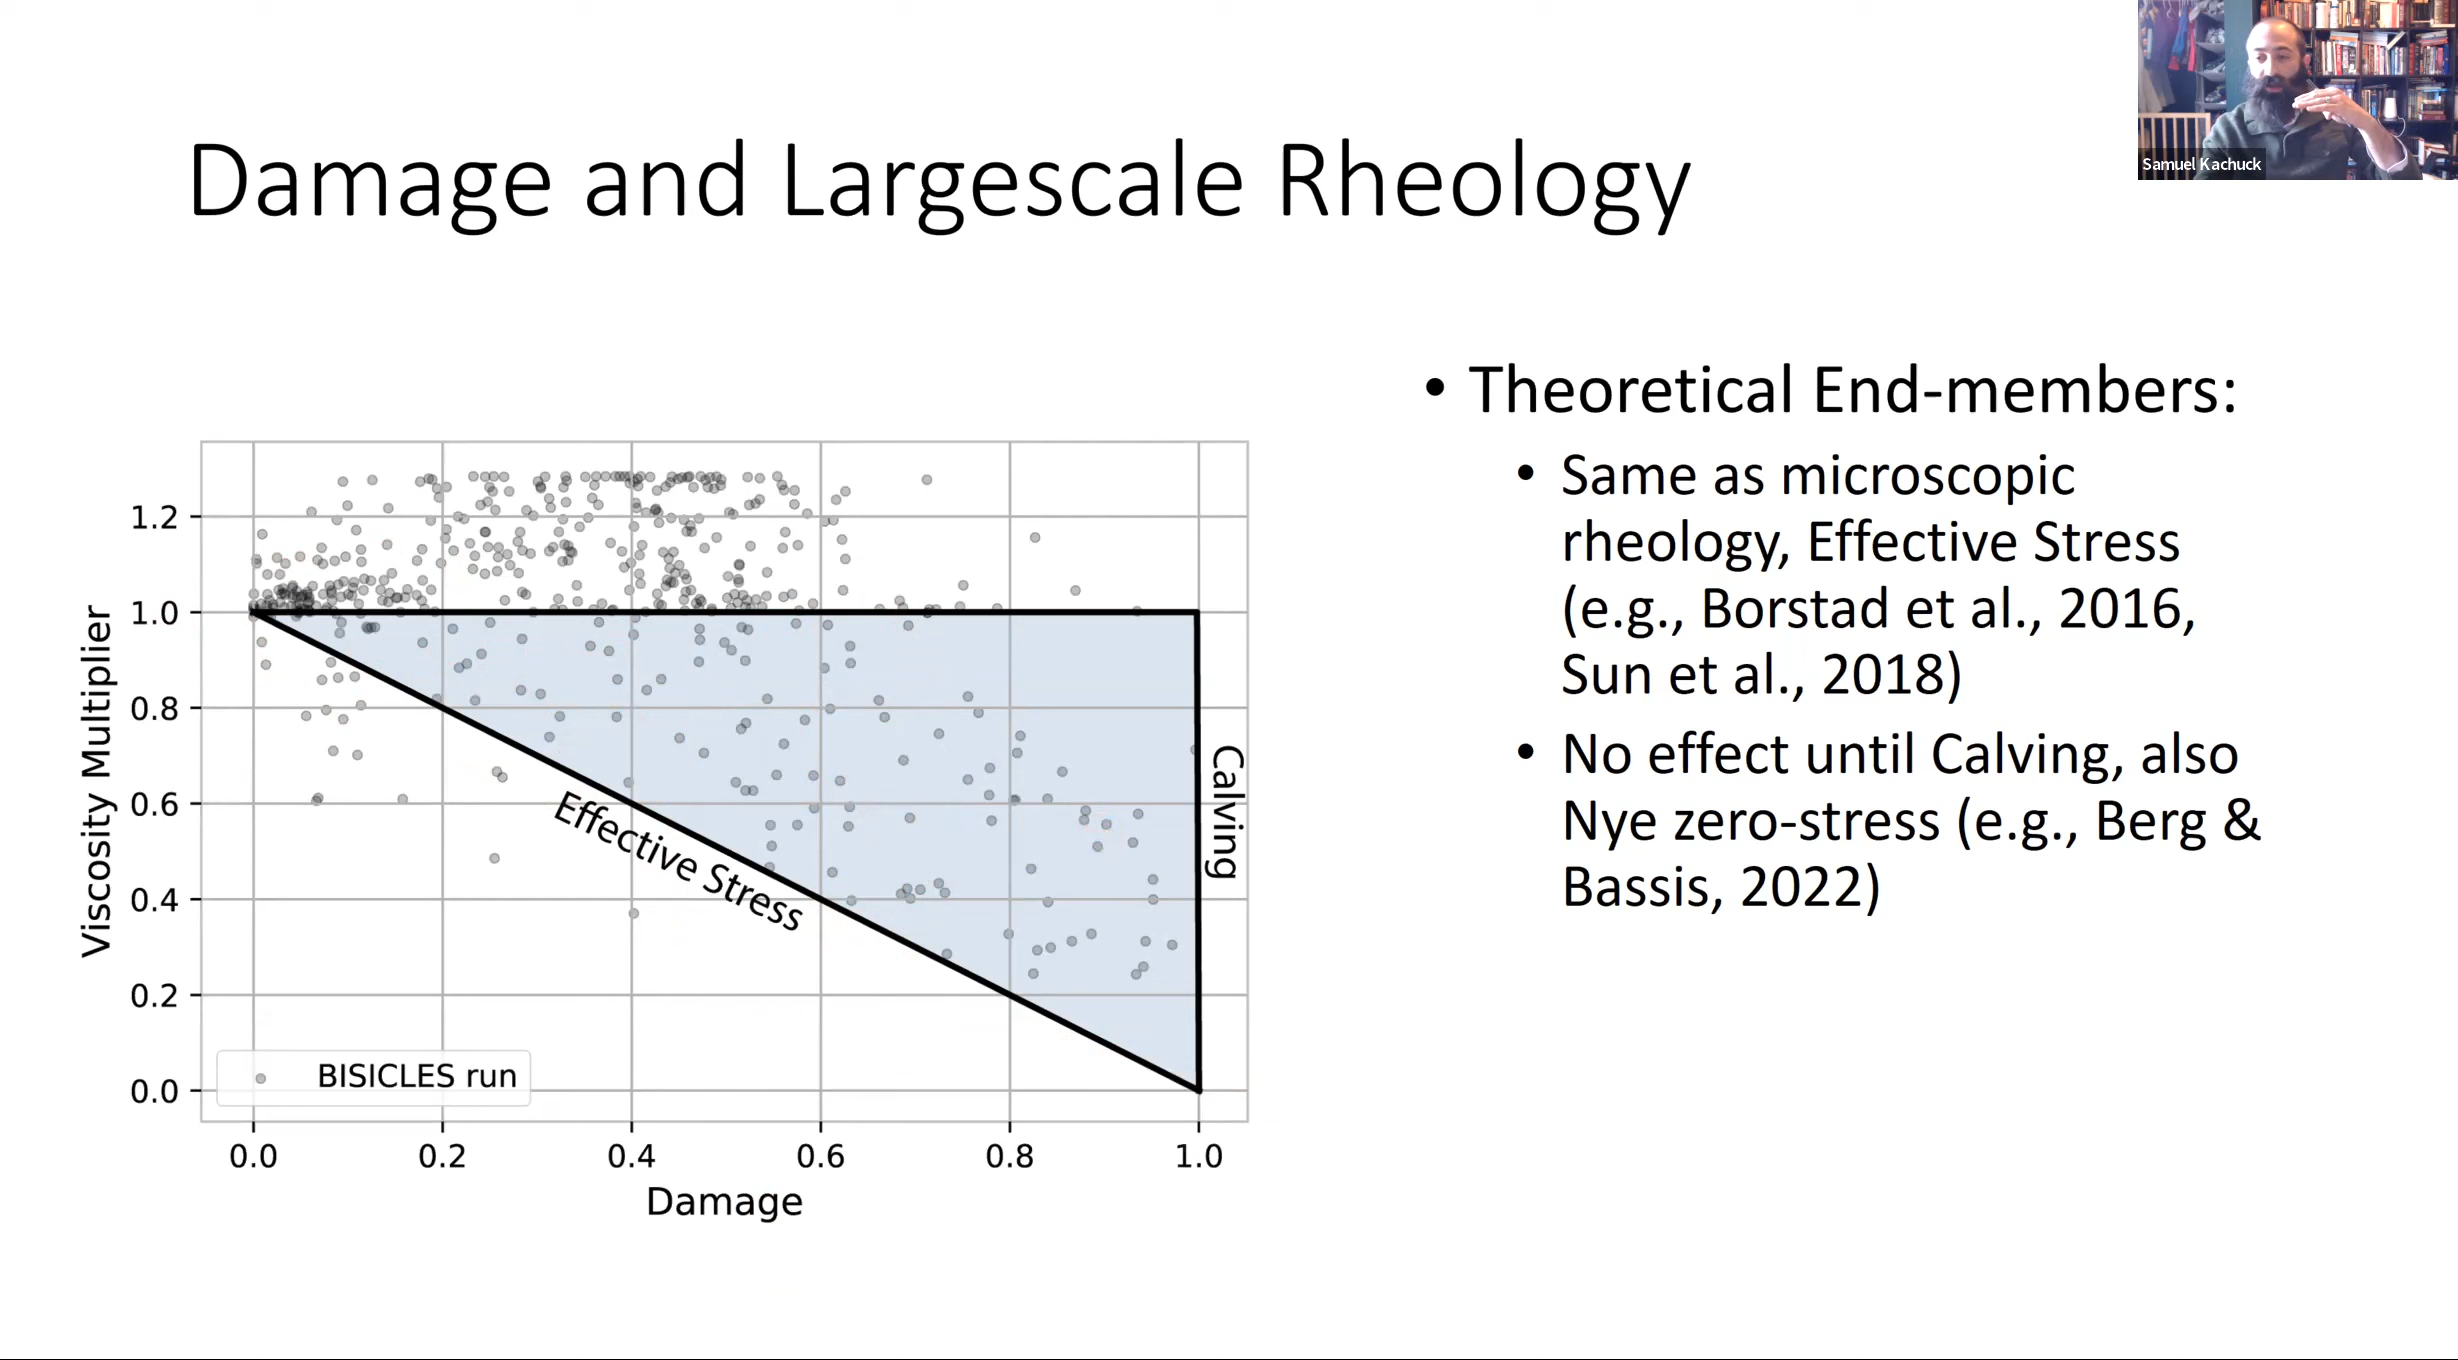 Samuel Kachuck
Damage and Largescale Rheology
• Theoretical End-members:
• Same as microscopic
rheology, Effective Stress
(e.g., Borstad et al., 2016,
Sun et al., 2018)
• No effect until Calving, also
Nye zero-stress (e.g., Berg &
Bassis, 2022)
Viscosity Multiplier
1.2
1.0
0.8
0.6
0.4
0.2
0.0
Effective Stress
Calving
BISICLES run
0.0 0.2 0.4 0.6 0.8 1.0
Damage